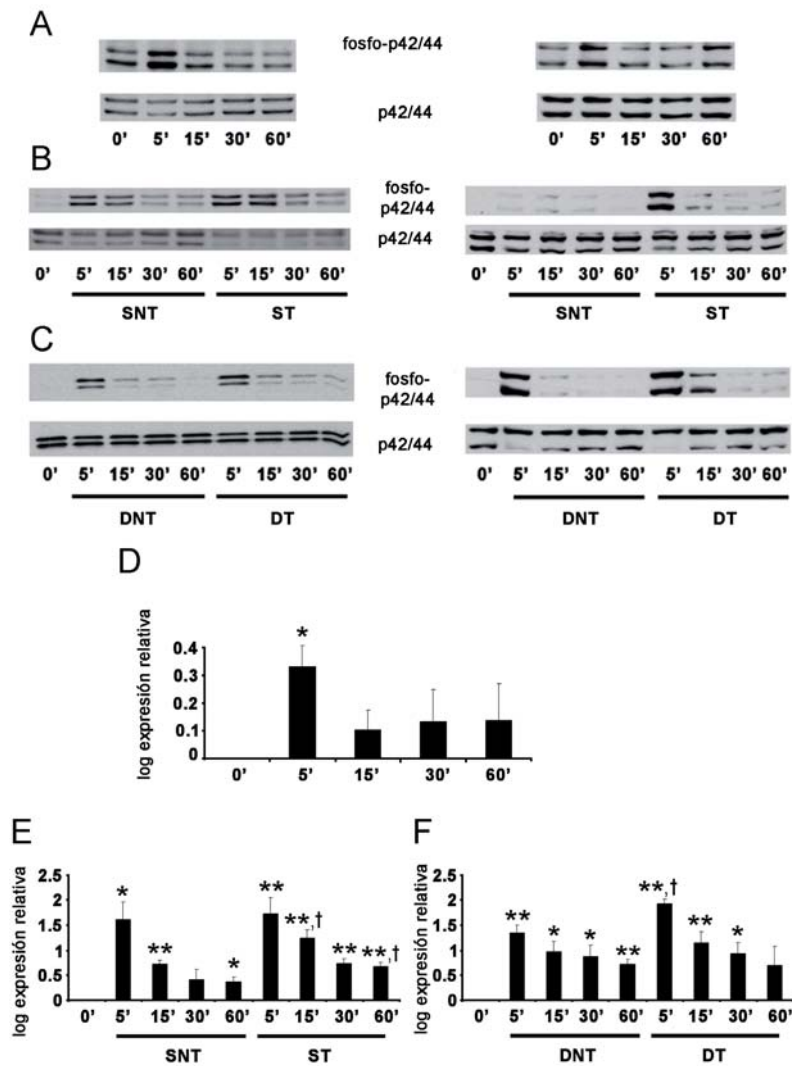 A
fosfo-p42/44
p42/44
0' 5' 15' 30' 60'
0' 5' 15' 30' 60'
B
fosfo-
p42/44
p42/44
0' 5' 15' 30' 60' 5' 15' 30' 60'
SNT ST
0' 5' 15' 30' 60' 5' 15' 30' 60'
SNT ST
C
fosfo-
p42/44
p42/44
0' 5' 15' 30' 60' 5' 15' 30' 60'
DNT DT
0' 5' 15' 30' 60' 5' 15' 30' 60'
DNT DT
D
log expresión relativa
0.4
0.3
0.2
0.1
0
*
0' 5' 15' 30' 60'
E
log expresión relativa
2.5
2
1.5
1
0.5
0
* ** * ** **,† ** **,†
0' 5' 15' 30' 60' 5' 15' 30' 60'
SNT ST
F
log expresión relativa
2.5
2
1.5
1
0.5
0
** * * ** **,† ** *
0' 5' 15' 30' 60' 5' 15' 30' 60'
DNT DT